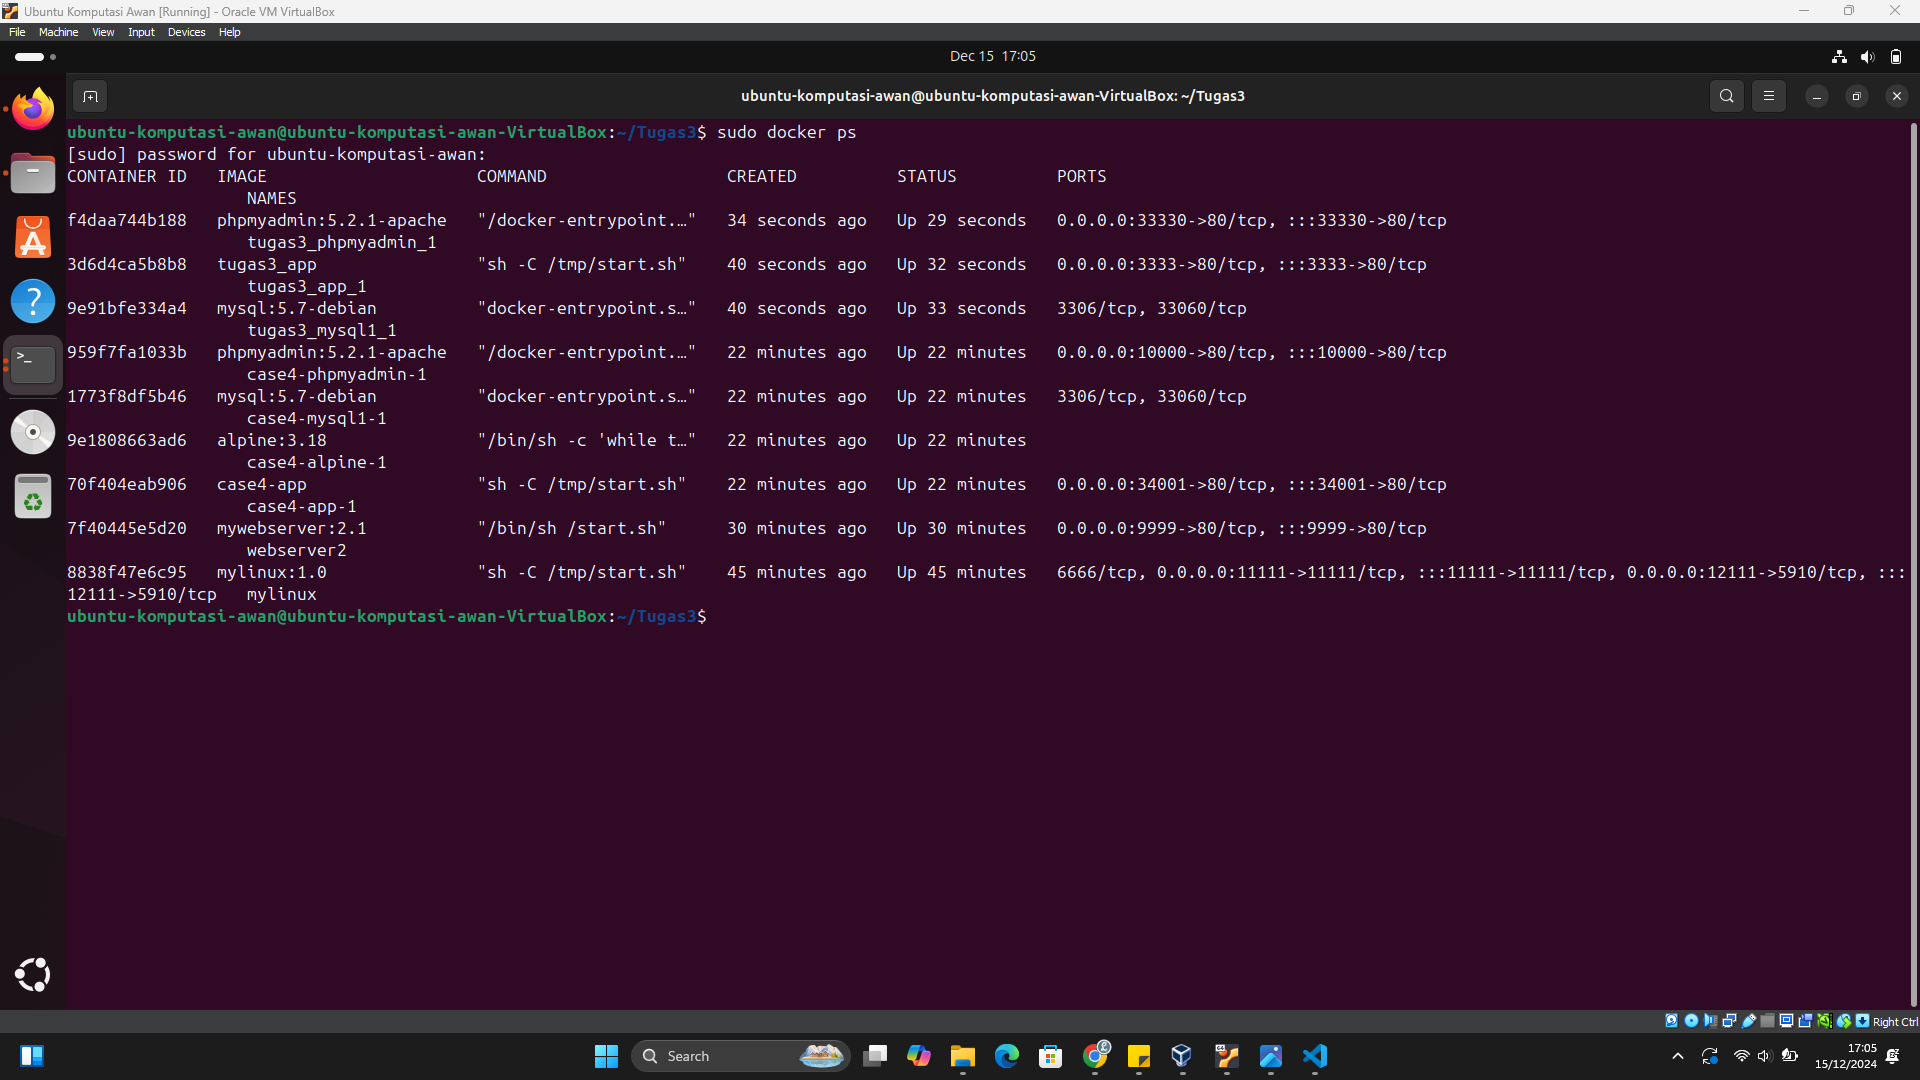 Ubuntu Komputasi Awan [Running] - Oracle VM VirtualBox
File Machine View Input Devices Help
Dec 15 17:05
ubuntu-komputasi-awan@ubuntu-komputasi-awan-VirtualBox: ~/Tugas3
ubuntu-komputasi-awan@ubuntu-komputasi-awan-VirtualBox:~/Tugas3$ sudo docker ps
[sudo] password for ubuntu-komputasi-awan:
CONTAINER ID   IMAGE                     COMMAND                  CREATED          STATUS          PORTS
NAMES
f4daa744b188   phpmyadmin:5.2.1-apache   "/docker-entrypoint.…"   34 seconds ago   Up 29 seconds   0.0.0.0:33330->80/tcp, :::33330->80/tcp
tugas3_phpmyadmin_1
3d6d4ca5b8b8   tugas3_app                "sh -C /tmp/start.sh"    40 seconds ago   Up 32 seconds   0.0.0.0:3333->80/tcp, :::3333->80/tcp
tugas3_app_1
9e91bfe334a4   mysql:5.7-debian          "docker-entrypoint.s…"   40 seconds ago   Up 33 seconds   3306/tcp, 33060/tcp
tugas3_mysql1_1
959f7fa1033b   phpmyadmin:5.2.1-apache   "/docker-entrypoint.…"   22 minutes ago   Up 22 minutes   0.0.0.0:10000->80/tcp, :::10000->80/tcp
case4-phpmyadmin-1
1773f8df5b46   mysql:5.7-debian          "docker-entrypoint.s…"   22 minutes ago   Up 22 minutes   3306/tcp, 33060/tcp
case4-mysql1-1
9e1808663ad6   alpine:3.18               "/bin/sh -c 'while t…"   22 minutes ago   Up 22 minutes
case4-alpine-1
70f404eab906   case4-app                 "sh -C /tmp/start.sh"    22 minutes ago   Up 22 minutes   0.0.0.0:34001->80/tcp, :::34001->80/tcp
case4-app-1
7f40445e5d20   mywebserver:2.1           "/bin/sh /start.sh"      30 minutes ago   Up 30 minutes   0.0.0.0:9999->80/tcp, :::9999->80/tcp
webserver2
8838f47e6c95   mylinux:1.0               "sh -C /tmp/start.sh"    45 minutes ago   Up 45 minutes   6666/tcp, 0.0.0.0:11111->11111/tcp, :::11111->11111/tcp, 0.0.0.0:12111->5910/tcp, :::
12111->5910/tcp   mylinux
ubuntu-komputasi-awan@ubuntu-komputasi-awan-VirtualBox:~/Tugas3$
Right Ctrl
Search
17:05
15/12/2024